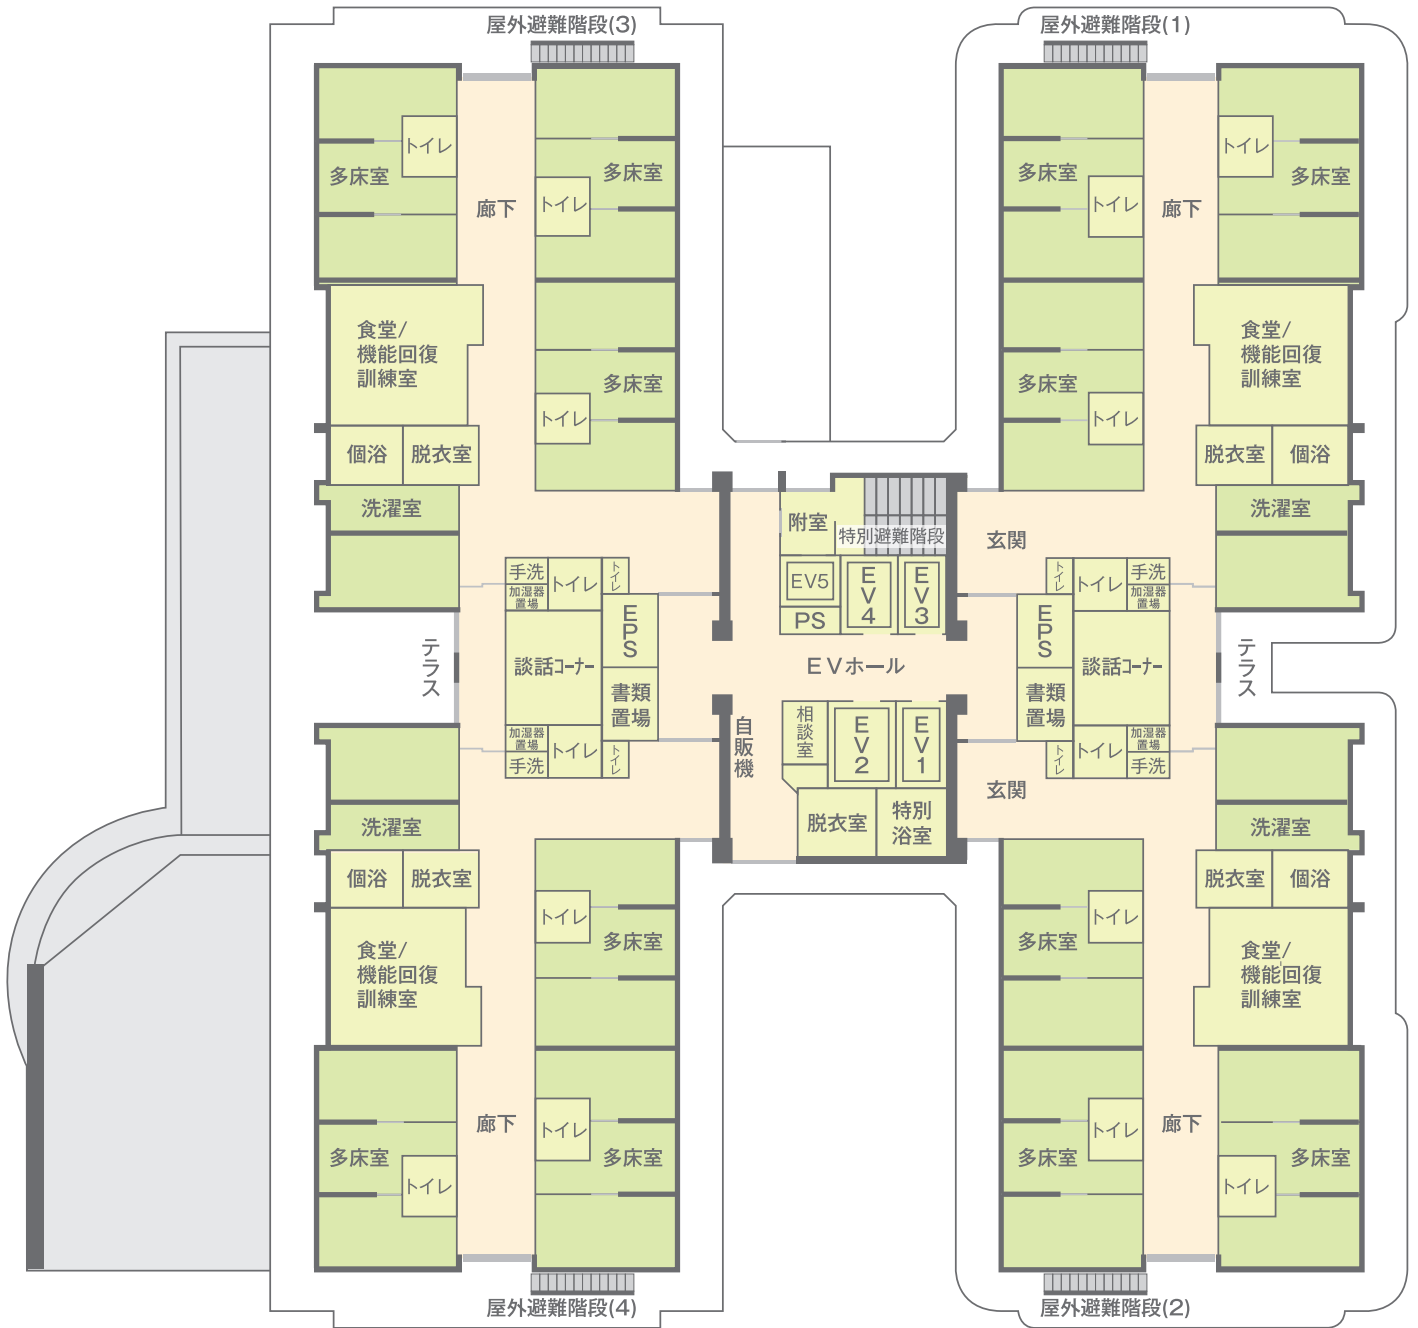 屋外避難階段(3)
屋外避難階段(1)
トイレ
トイレ
多床室
多床室
多床室
多床室
トイレ
廊下
トイレ
廊下
食堂/
機能回復
訓練室
食堂/
機能回復
訓練室
多床室
多床室
トイレ
トイレ
個浴
脱衣室
脱衣室
個浴
洗濯室
洗濯室
附室
特別避難階段
玄関
手洗
加湿器
置場
トイレ
トイレ
EV5
EV4
EV3
トイレ
トイレ
手洗
加湿器
置場
PS
EPS
EPS
テラス
談話コーナー
EVホール
談話コーナー
テラス
書類
置場
書類
置場
自販機
相談室
EV2
EV1
加湿器
置場
手洗
トイレ
トイレ
トイレ
トイレ
加湿器
置場
手洗
玄関
洗濯室
脱衣室
特別
浴室
洗濯室
個浴
脱衣室
脱衣室
個浴
トイレ
トイレ
多床室
多床室
食堂/
機能回復
訓練室
食堂/
機能回復
訓練室
廊下
トイレ
トイレ
廊下
多床室
多床室
多床室
多床室
トイレ
トイレ
屋外避難階段(4)
屋外避難階段(2)